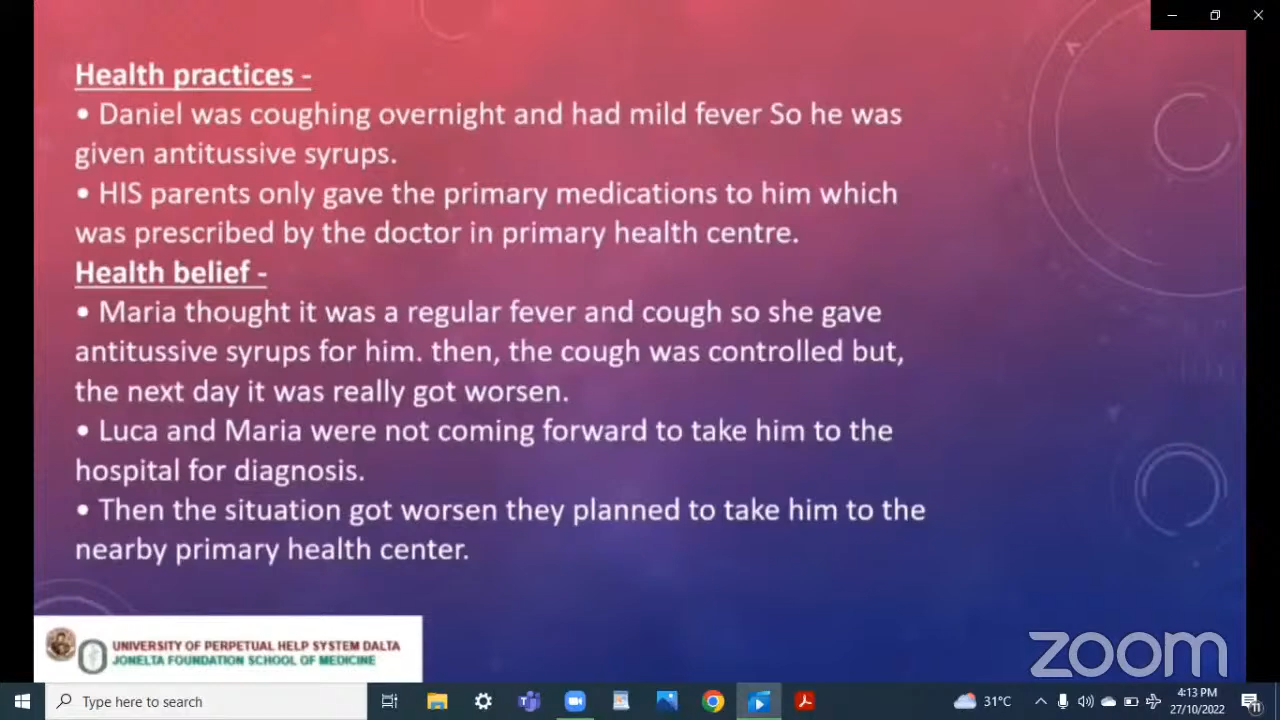 Health practices -
• Daniel was coughing overnight and had mild fever So he was
given antitussive syrups.
• HIS parents only gave the primary medications to him which
was prescribed by the doctor in primary health centre.
Health belief -
• Maria thought it was a regular fever and cough so she gave
antitussive syrups for him. then, the cough was controlled but,
the next day it was really got worsen.
• Luca and Maria were not coming forward to take him to the
hospital for diagnosis.
• Then the situation got worsen they planned to take him to the
nearby primary health center.
UNIVERSITY OF PERPETUAL HELP SYSTEM DALTA
JONELTA FOUNDATION SCHOOL OF MEDICINE
zoom
Type here to search
31°C
4:13 PM
27/10/2022
11